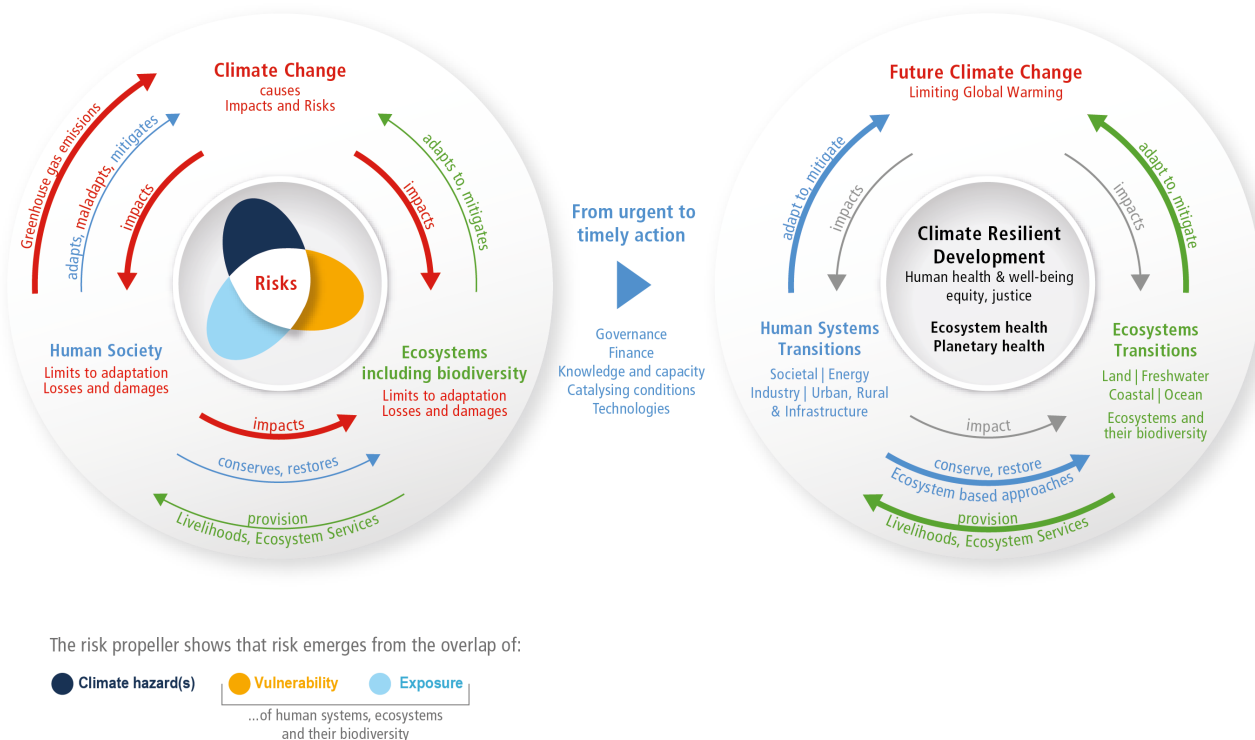 Climate Change
causes
Impacts and Risks
Greenhouse gas emissions
adapts, maladapts, mitigates
impacts
impacts
adapts to, mitigates
Risks
Human Society
Limits to adaptation
Losses and damages
Ecosystems
including biodiversity
Limits to adaptation
Losses and damages
impacts
conserves, restores
provision
Livelihoods, Ecosystem Services
From urgent to
timely action
Governance
Finance
Knowledge and capacity
Catalysing conditions
Technologies
Future Climate Change
Limiting Global Warming
adapt to, mitigate
impacts
impacts
adapt to, mitigate
Climate Resilient
Development
Human health & well-being
equity, justice
Ecosystem health
Planetary health
Human Systems
Transitions
Societal | Energy
Industry | Urban, Rural
& Infrastructure
Ecosystems
Transitions
Land | Freshwater
Coastal | Ocean
Ecosystems and
their biodiversity
impact
conserve, restore
Ecosystem based approaches
provision
Livelihoods, Ecosystem Services
The risk propeller shows that risk emerges from the overlap of:
Climate hazard(s)
Vulnerability
Exposure
...of human systems, ecosystems
and their biodiversity